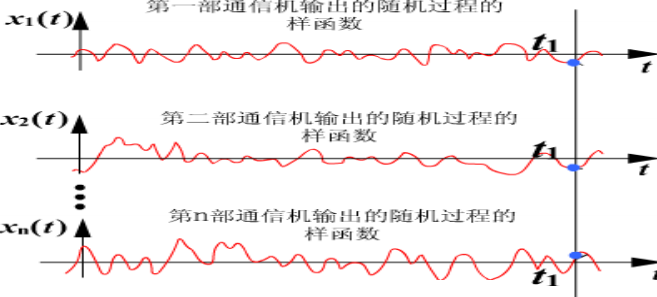 第一部通信机输出的随机过程的
样函数
x1(t)
t1
t
第二部通信机输出的随机过程的
样函数
x2(t)
t1
t
第n部通信机输出的随机过程的
样函数
xn(t)
t1
t